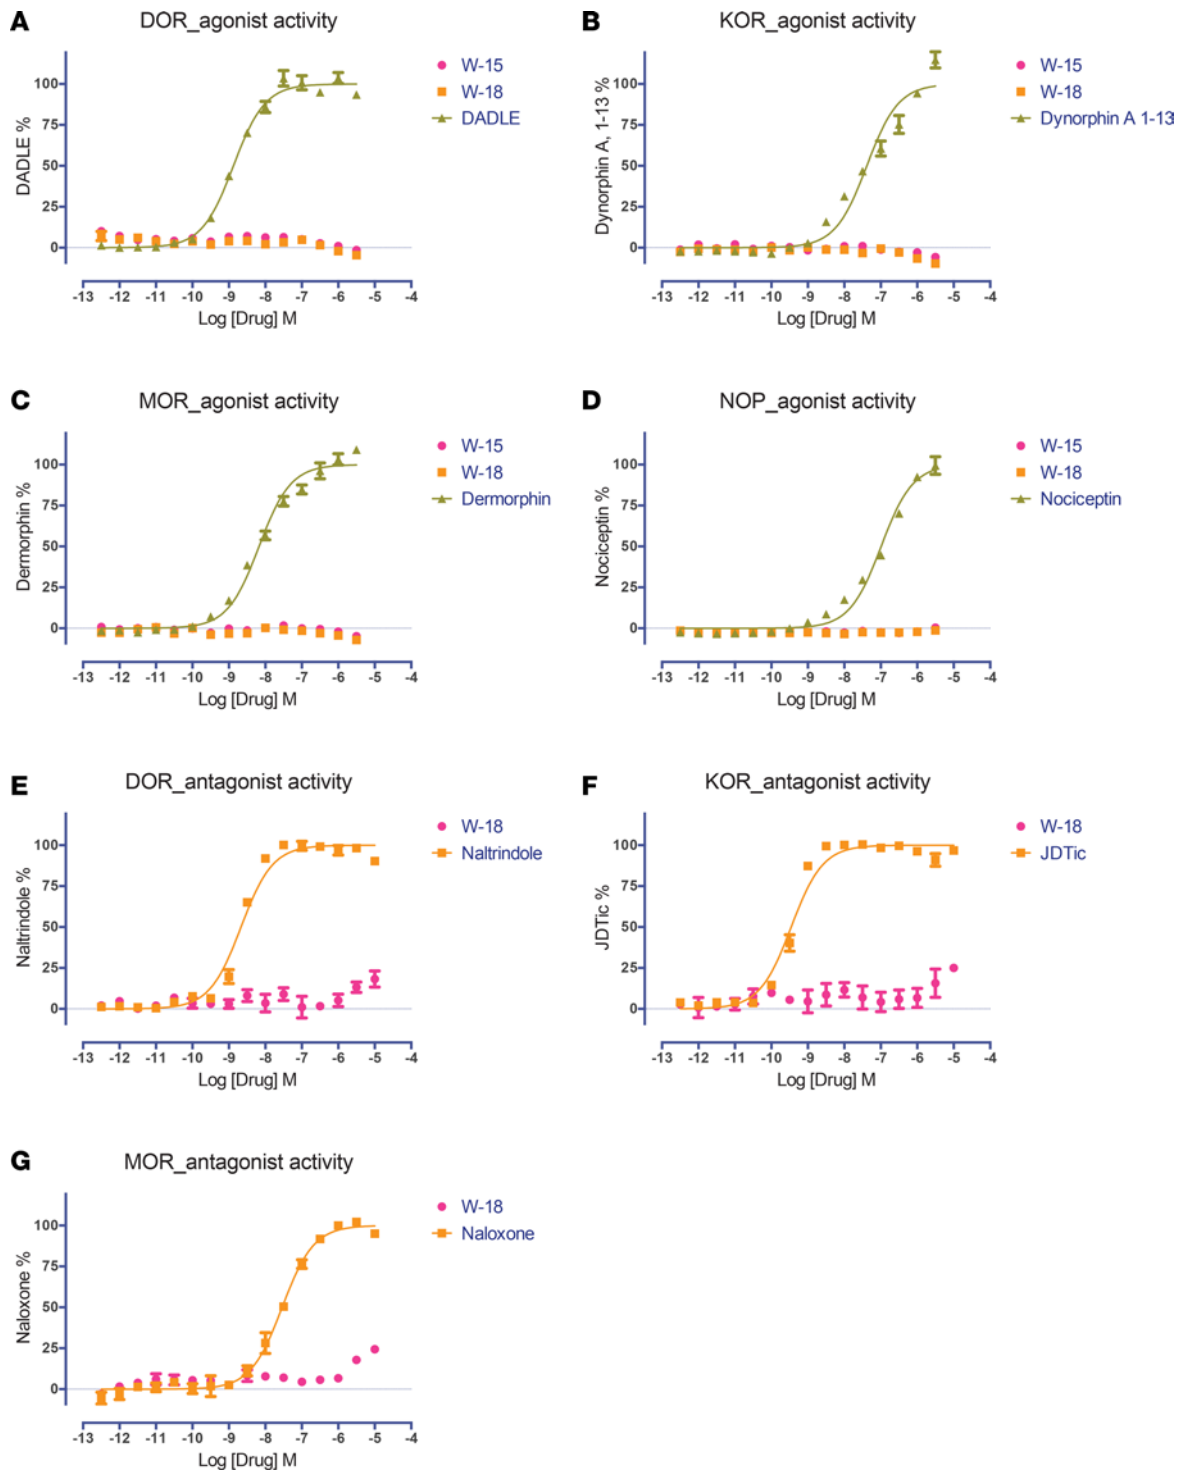 A
DOR_agonist activity
DADLE %
100
75
50
25
0
-13 -12 -11 -10 -9 -8 -7 -6 -5 -4
Log [Drug] M
W-15
W-18
DADLE
B
KOR_agonist activity
Dynorphin A, 1-13 %
100
75
50
25
0
-13 -12 -11 -10 -9 -8 -7 -6 -5 -4
Log [Drug] M
W-15
W-18
Dynorphin A 1-13
C
MOR_agonist activity
Dermorphin %
100
75
50
25
0
-13 -12 -11 -10 -9 -8 -7 -6 -5 -4
Log [Drug] M
W-15
W-18
Dermorphin
D
NOP_agonist activity
Nociceptin %
100
75
50
25
0
-13 -12 -11 -10 -9 -8 -7 -6 -5 -4
Log [Drug] M
W-15
W-18
Nociceptin
E
DOR_antagonist activity
Naltrindole %
100
75
50
25
0
-13 -12 -11 -10 -9 -8 -7 -6 -5 -4
Log [Drug] M
W-18
Naltrindole
F
KOR_antagonist activity
JDTic %
100
75
50
25
0
-13 -12 -11 -10 -9 -8 -7 -6 -5 -4
Log [Drug] M
W-18
JDTic
G
MOR_antagonist activity
Naloxone %
100
75
50
25
0
-13 -12 -11 -10 -9 -8 -7 -6 -5 -4
Log [Drug] M
W-18
Naloxone